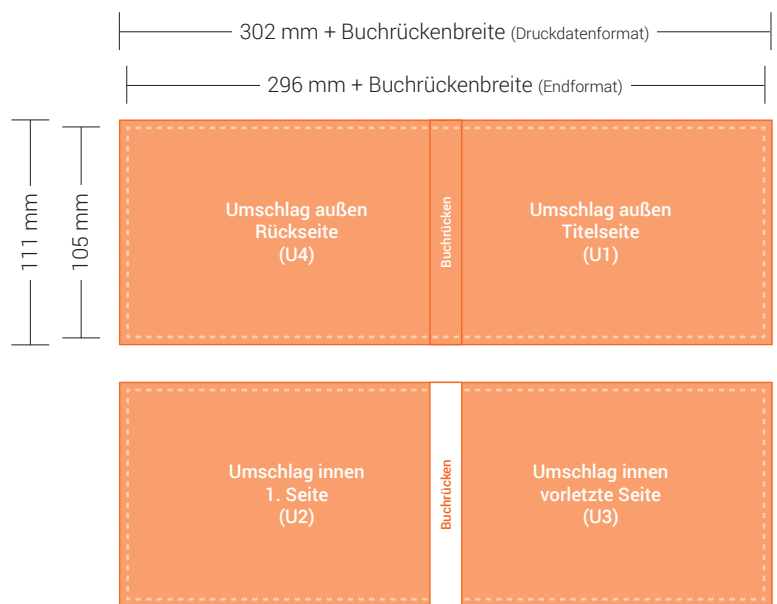 302 mm + Buchrückenbreite (Druckdatenformat)
296 mm + Buchrückenbreite (Endformat)
111 mm
105 mm
Umschlag außen
Rückseite
(U4)
Buchrücken
Umschlag außen
Titelseite
(U1)
Umschlag innen
1. Seite
(U2)
Buchrücken
Umschlag innen
vorletzte Seite
(U3)